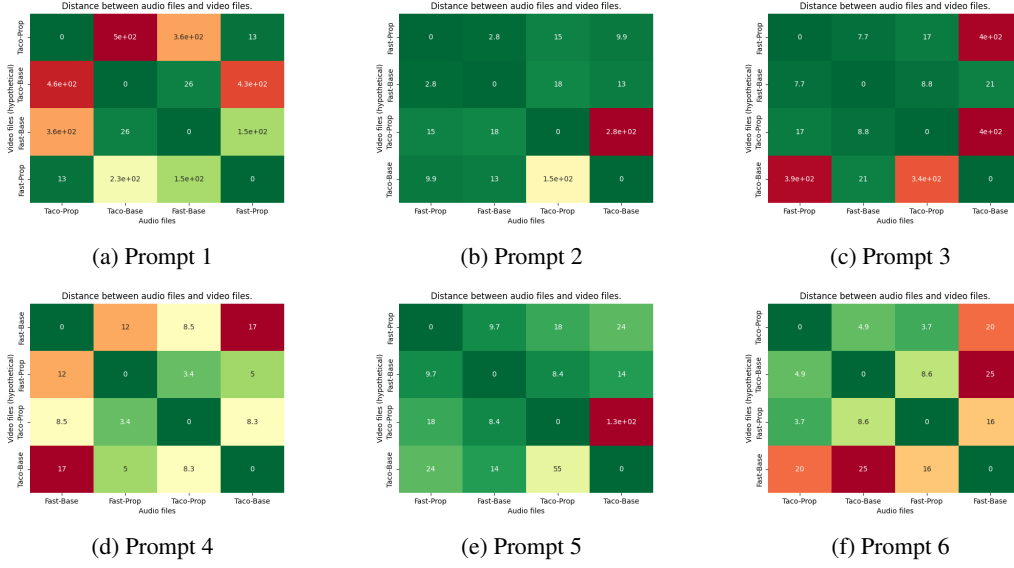 Distance between audio files and video files.
Video files (hypothetical)
Taco-Prop 0 5e+02 3.6e+02 13
Taco-Base 4.6e+02 0 26 4.3e+02
Fast-Base 3.6e+02 26 0 1.5e+02
Fast-Prop 13 2.3e+02 1.5e+02 0
Taco-Prop Taco-Base Fast-Base Fast-Prop
Audio files
(a) Prompt 1
Distance between audio files and video files.
Video files (hypothetical)
Fast-Prop 0 2.8 15 9.9
Fast-Base 2.8 0 18 13
Taco-Prop 15 18 0 2.8e+02
Taco-Base 9.9 13 1.5e+02 0
Fast-Prop Fast-Base Taco-Prop Taco-Base
Audio files
(b) Prompt 2
Distance between audio files and video files.
Video files (hypothetical)
Fast-Prop 0 7.7 17 4e+02
Fast-Base 7.7 0 8.8 21
Taco-Prop 17 8.8 0 4e+02
Taco-Base 3.9e+02 21 3.4e+02 0
Fast-Prop Fast-Base Taco-Prop Taco-Base
Audio files
(c) Prompt 3
Distance between audio files and video files.
Video files (hypothetical)
Fast-Base 0 12 8.5 17
Fast-Prop 12 0 3.4 5
Taco-Prop 8.5 3.4 0 8.3
Taco-Base 17 5 8.3 0
Fast-Base Fast-Prop Taco-Prop Taco-Base
Audio files
(d) Prompt 4
Distance between audio files and video files.
Video files (hypothetical)
Fast-Prop 0 9.7 18 24
Fast-Base 9.7 0 8.4 14
Taco-Prop 18 8.4 0 1.3e+02
Taco-Base 24 14 55 0
Fast-Prop Fast-Base Taco-Prop Taco-Base
Audio files
(e) Prompt 5
Distance between audio files and video files.
Video files (hypothetical)
Taco-Prop 0 4.9 3.7 20
Taco-Base 4.9 0 8.6 25
Fast-Prop 3.7 8.6 0 16
Fast-Base 20 25 16 0
Taco-Prop Taco-Base Fast-Prop Fast-Base
Audio files
(f) Prompt 6